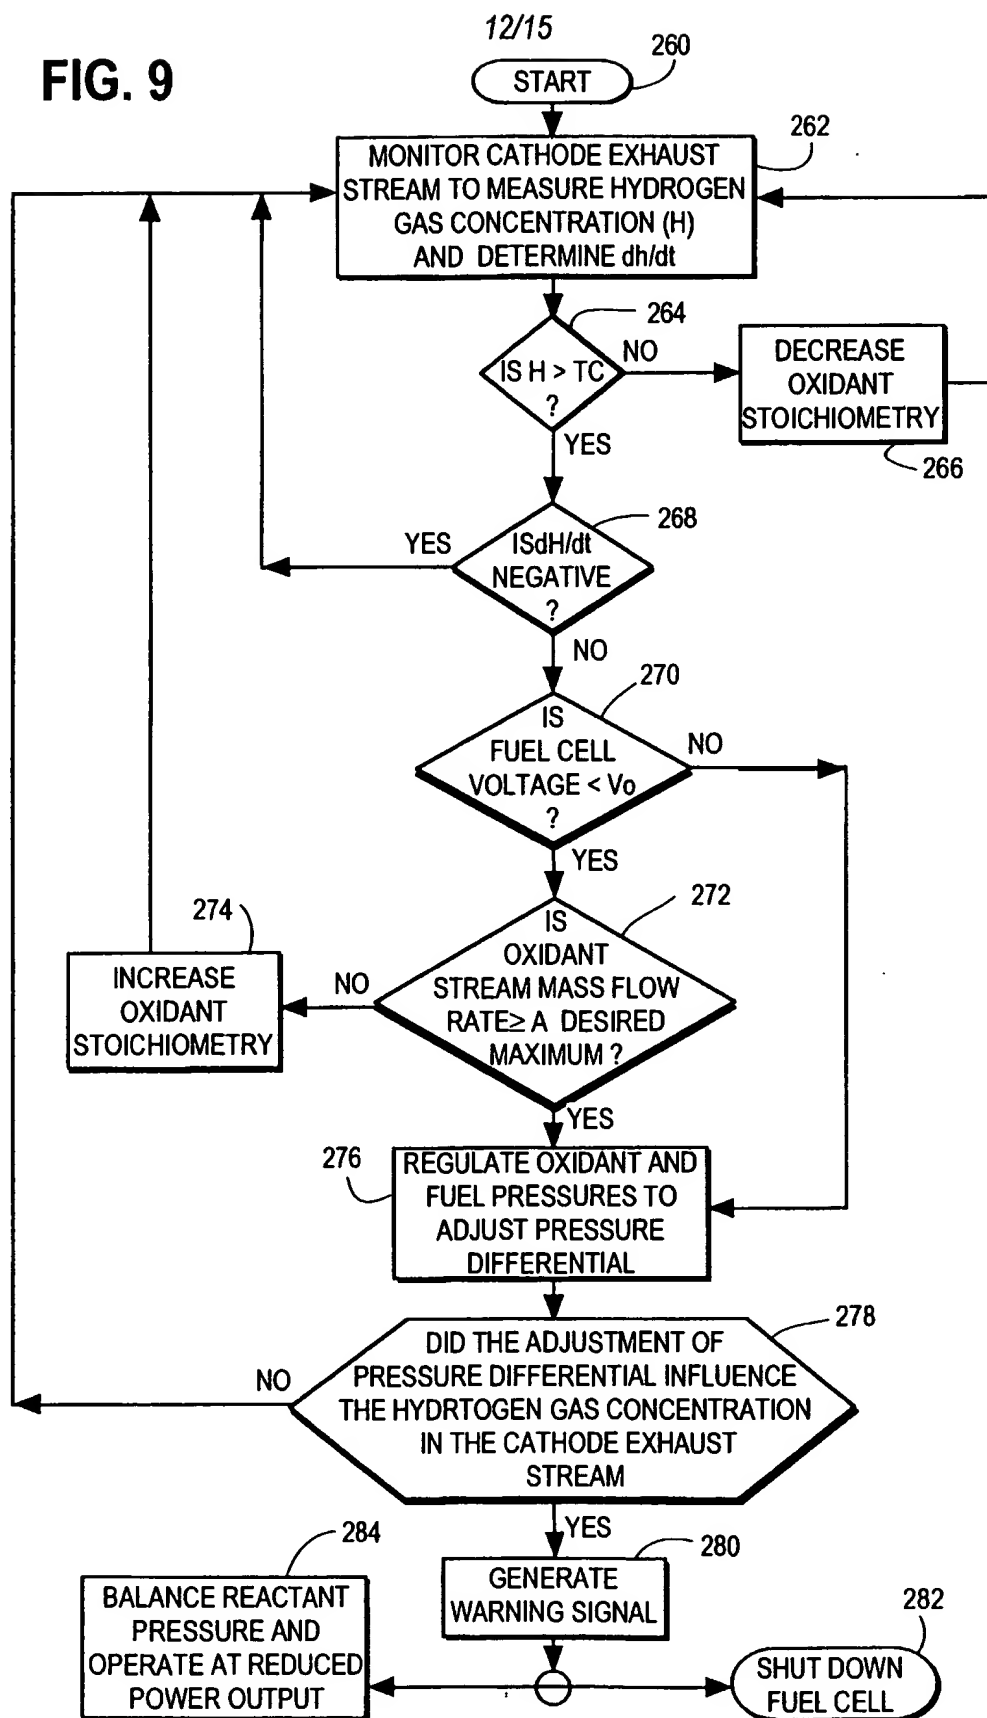 12/15
FIG. 9
START
260
262
MONITOR CATHODE EXHAUST
STREAM TO MEASURE HYDROGEN
GAS CONCENTRATION (H)
AND DETERMINE dh/dt
264
IS H > TC
?
NO
YES
DECREASE
OXIDANT
STOICHIOMETRY
266
268
ISdH/dt
NEGATIVE
?
YES
NO
270
IS
FUEL CELL
VOLTAGE < Vo
?
NO
YES
272
IS
OXIDANT
STREAM MASS FLOW
RATE≥ A DESIRED
MAXIMUM ?
NO
YES
274
INCREASE
OXIDANT
STOICHIOMETRY
276
REGULATE OXIDANT AND
FUEL PRESSURES TO
ADJUST PRESSURE
DIFFERENTIAL
278
DID THE ADJUSTMENT OF
PRESSURE DIFFERENTIAL INFLUENCE
THE HYDRTOGEN GAS CONCENTRATION
IN THE CATHODE EXHAUST
STREAM
NO
YES
280
GENERATE
WARNING SIGNAL
284
BALANCE REACTANT
PRESSURE AND
OPERATE AT REDUCED
POWER OUTPUT
282
SHUT DOWN
FUEL CELL